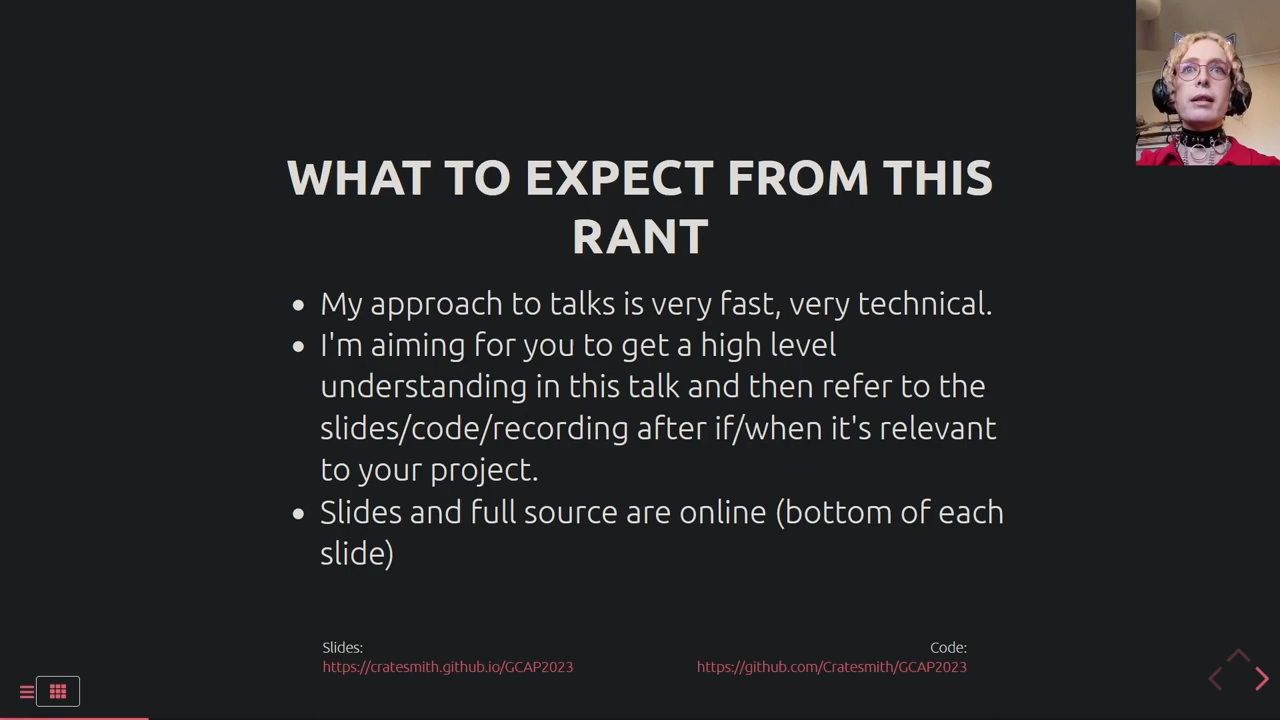 WHAT TO EXPECT FROM THIS
RANT
My approach to talks is very fast, very technical.
I'm aiming for you to get a high level
understanding in this talk and then refer to the
slides/code/recording after if/when it's relevant
to your project.
Slides and full source are online (bottom of each
slide)
Slides:
https://cratesmith.github.io/GCAP2023
Code:
https://github.com/Cratesmith/GCAP2023